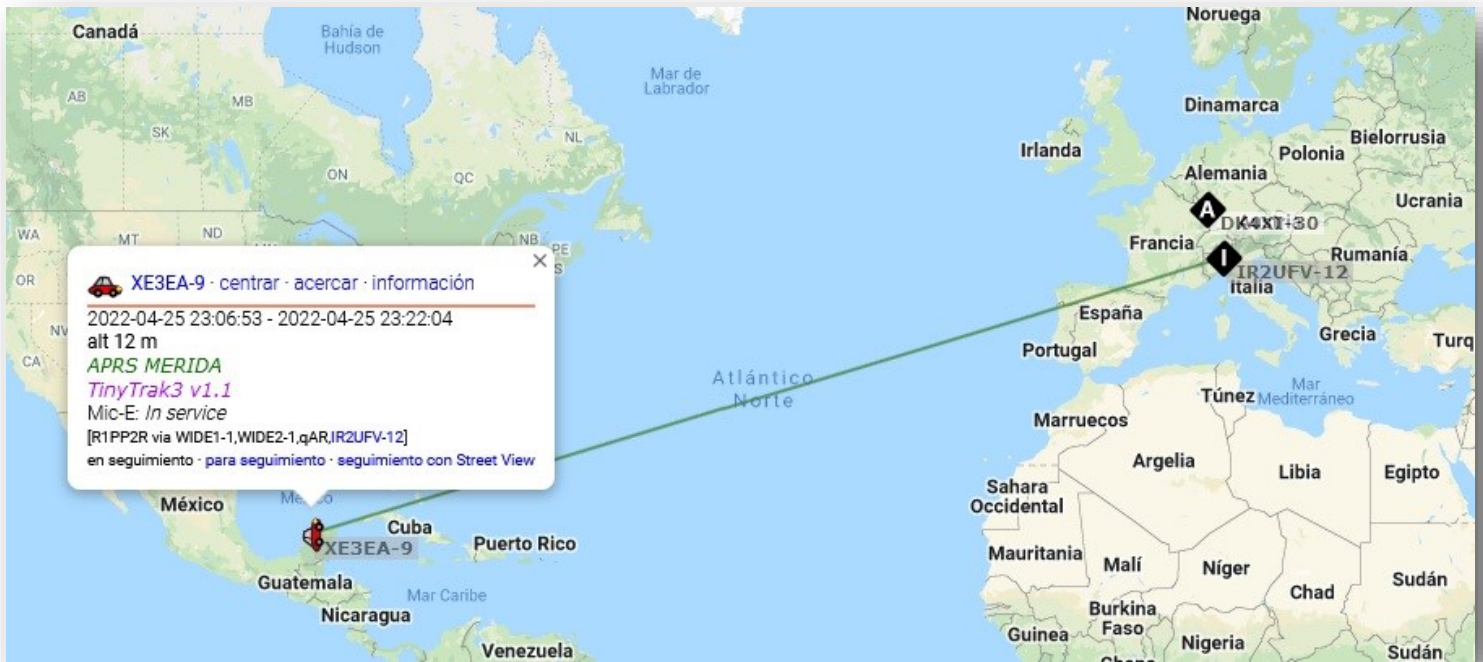 Noruega
Canadá
Bahía de
Hudson
Mar de
Labrador
AB
MB
SK
NL
ON
QC
WA
MT
ND
NB
PE
OR
NV
CA
Dinamarca
Irlanda
Bielorrusia
Polonia
Alemania
Ucrania
A
Francia
Rumanía
I
IR2UFV-12
Italia
España
Grecia
Turq
Portugal
Mar
Mediterráneo
Túnez
Atlántico
Norte
Marruecos
Argelia
Libia
Egipto
Sahara
Occidental
XE3EA-9 · centrar · acercar · información
2022-04-25 23:06:53 - 2022-04-25 23:22:04
alt 12 m
APRS MERIDA
TinyTrak3 v1.1
Mic-E: In service
[R1PP2R via WIDE1-1,WIDE2-1,qAR,IR2UFV-12]
en seguimiento · para seguimiento · seguimiento con Street View
México
Cuba
XE3EA-9
Puerto Rico
Guatemala
Mar Caribe
Nicaragua
Venezuela
Mauritania
Malí
Níger
Chad
Sudán
Burkina
Faso
Guinea
Nigeria
Sudán